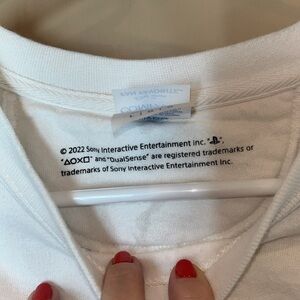 © 2022 Sony Interactive Entertainment Inc. "
"△○X□" and "DualSense" are registered trademarks or
trademarks of Sony Interactive Entertainment Inc.